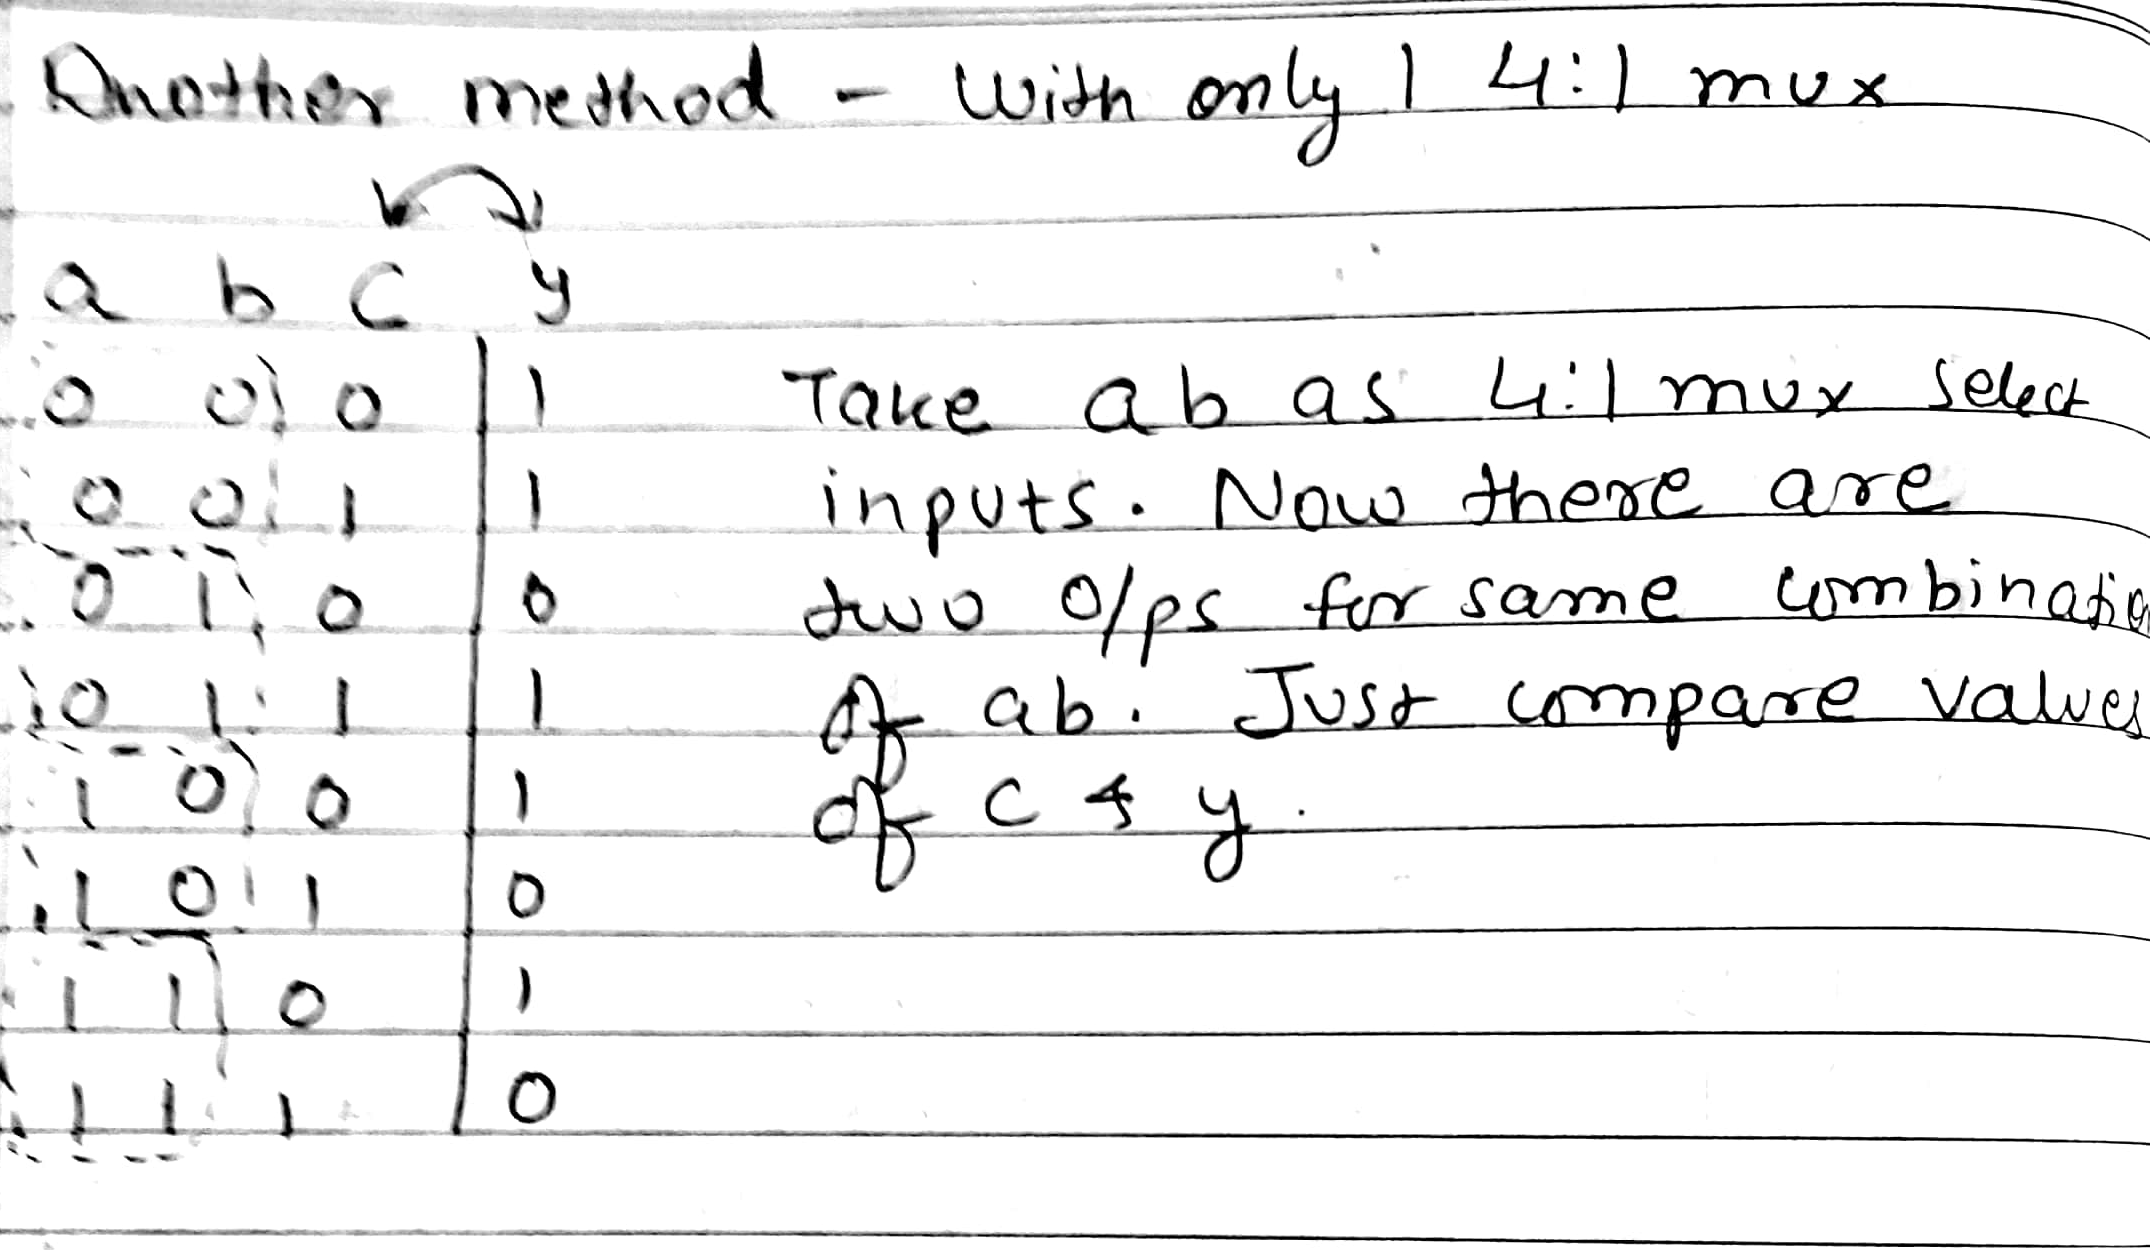 Another method - With only 1 4:1 mux
a b c y
0 0 0 1
0 0 1 1 
0 1 0 0
0 1 1 1
1 0 0 1
1 0 1 0
1 1 0 1
1 1 1 0
Take ab as 4:1 mux select
inputs. Now there are
two O/ps for same combinatio
of ab. Just compare values
of c & y.